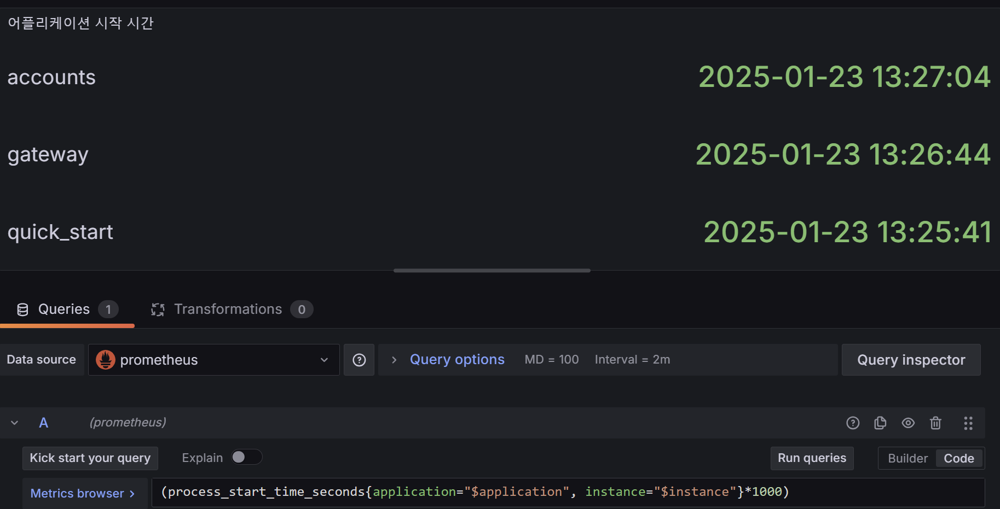 어플리케이션 시작 시간
accounts 2025-01-23 13:27:04
gateway 2025-01-23 13:26:44
quick_start 2025-01-23 13:25:41
Queries 1 Transformations 0
Data source prometheus Query options MD = 100 Interval = 2m Query inspector
A (prometheus)
Kick start your query Explain Run queries Builder Code
Metrics browser > (process_start_time_seconds{application="$application", instance="$instance"}*1000)